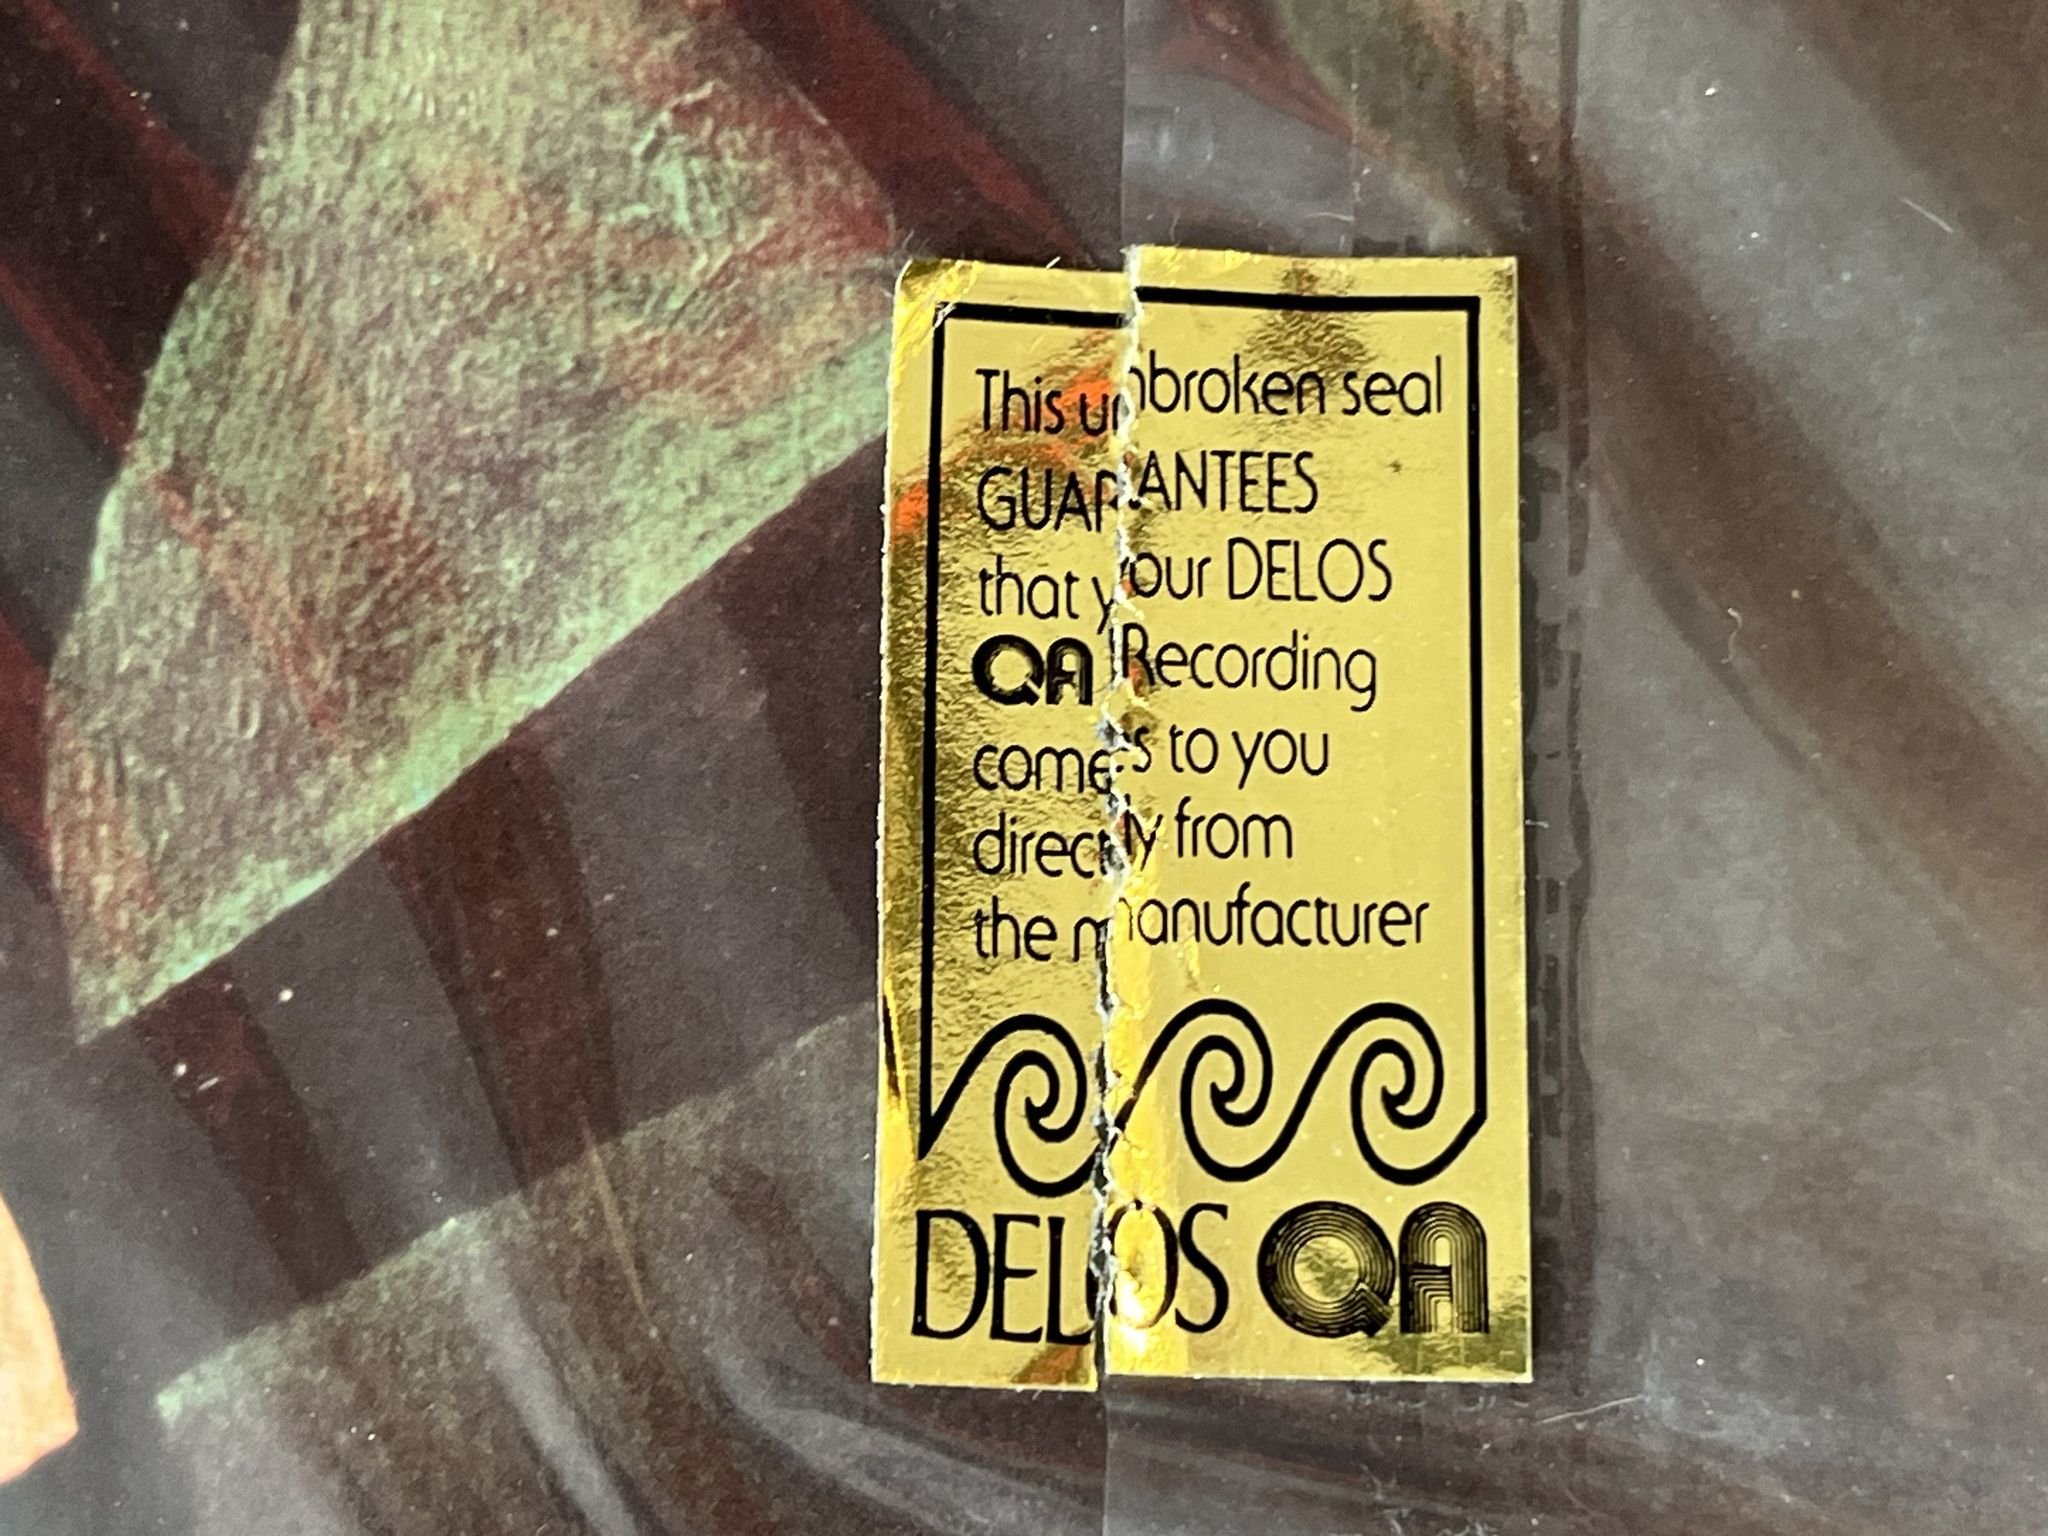 This unbroken seal
GUARANTEES
that your DELOS
QA Recording
comes to you
directly from
the manufacturer
DELOS QA